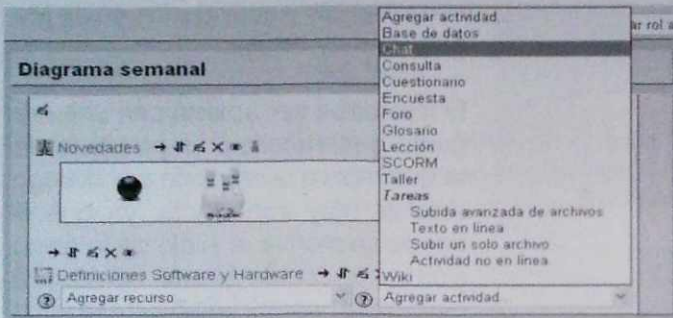 Agregar actividad
Base de datos
ar rol a
Chat
Diagrama semanal
Consulta
Cuestionario
Encuesta
Foro
Novedades
Glosario
Lección
SCORM
Taller
Tareas
Subida avanzada de archivos
Texto en línea
Subir un solo archivo
Actividad no en línea
Definiciones Software y Hardware
Wiki
? Agregar recurso
? Agregar actividad